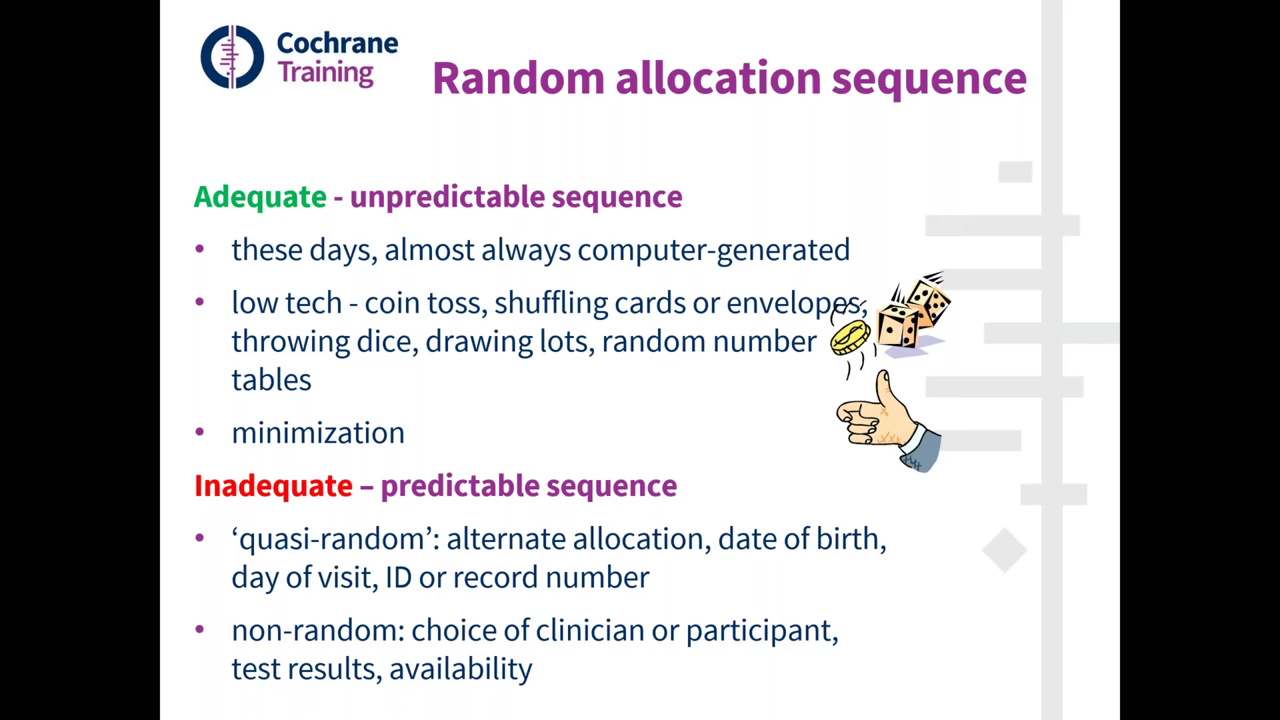 Cochrane
Training
Random allocation sequence
Adequate - unpredictable sequence
• these days, almost always computer-generated
• low tech - coin toss, shuffling cards or envelopes,
throwing dice, drawing lots, random number
tables
• minimization
Inadequate – predictable sequence
• ‘quasi-random’: alternate allocation, date of birth,
day of visit, ID or record number
• non-random: choice of clinician or participant,
test results, availability